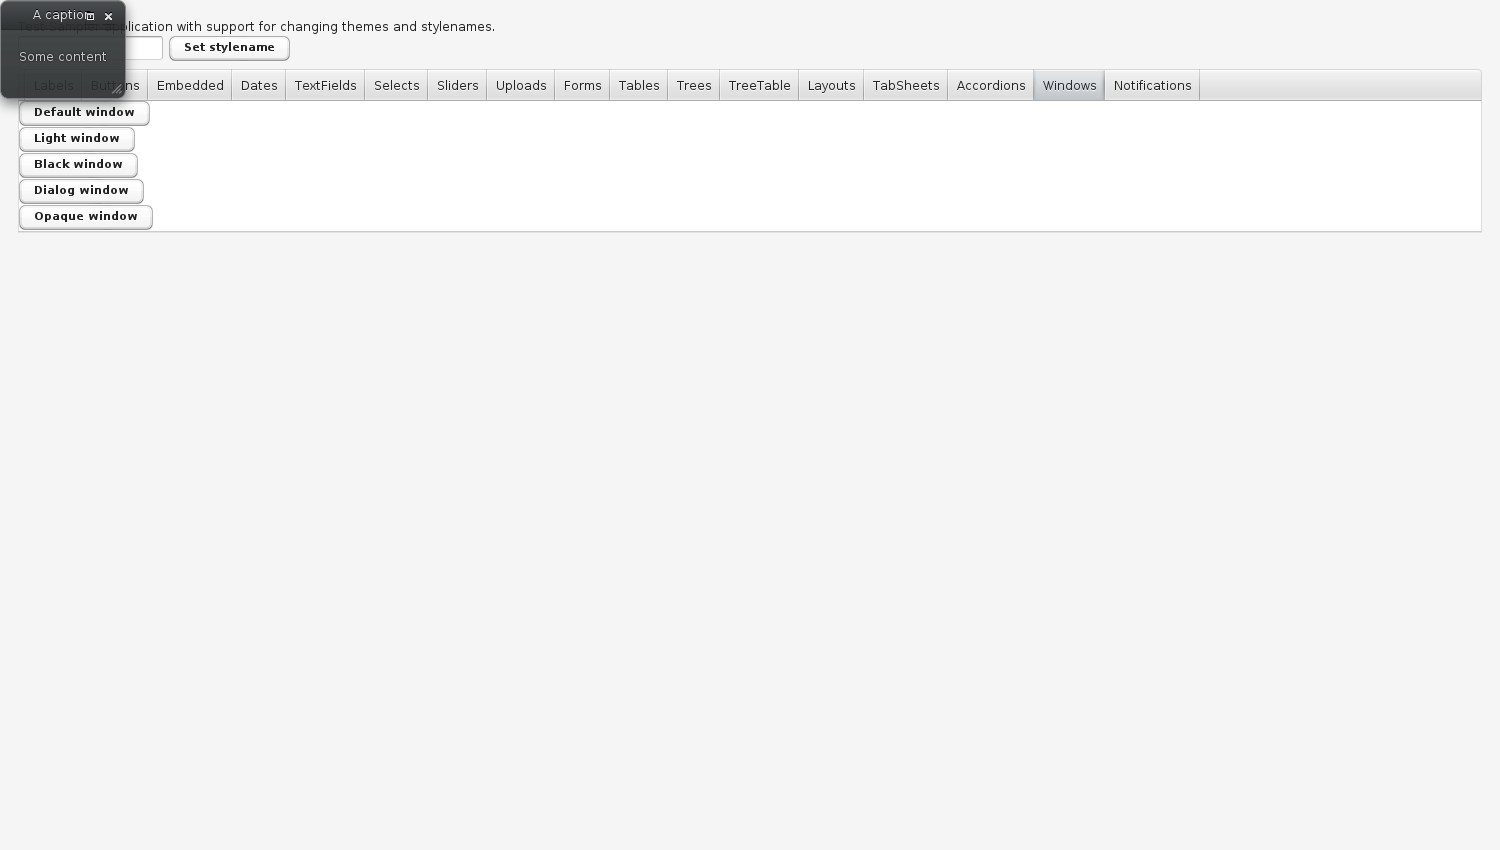 A caption
Test Sampler application with support for changing themes and stylenames.
Set stylename
Some content
Labels Buttons Embedded Dates TextFields Selects Sliders Uploads Forms Tables Trees TreeTable Layouts TabSheets Accordions Windows Notifications
Default window
Light window
Black window
Dialog window
Opaque window